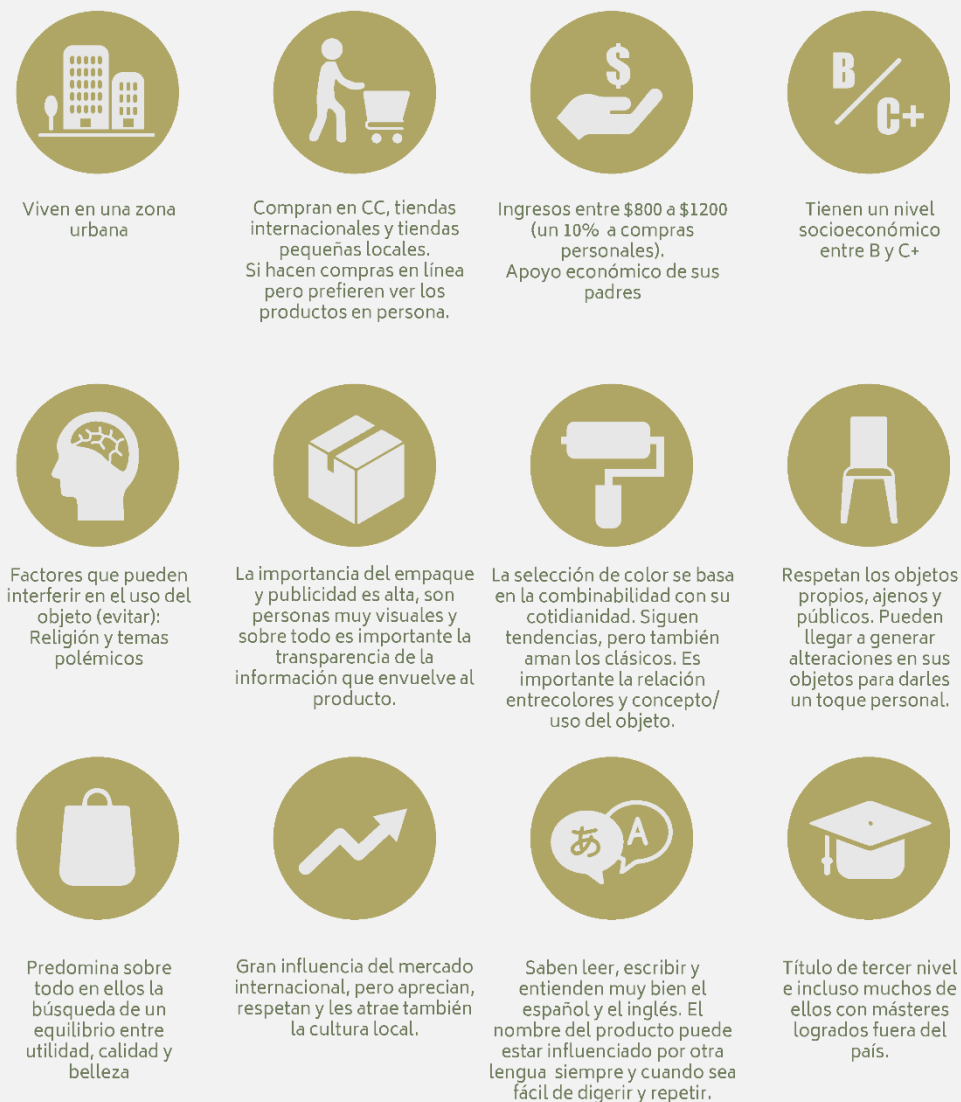 $
B
C+
Viven en una zona
urbana
Compran en CC, tiendas
internacionales y tiendas
pequeñas locales.
Si hacen compras en línea
pero prefieren ver los
productos en persona.
Ingresos entre $800 a $1200
(un 10% a compras
personales).
Apoyo económico de sus
padres
Tienen un nivel
socioeconómico
entre B y C+
Factores que pueden
interferir en el uso del
objeto (evitar):
Religión y temas
polémicos
La importancia del empaque
y publicidad es alta, son
personas muy visuales y
sobre todo es importante la
transparencia de la
información que envuelve al
producto.
La selección de color se basa
en la combinabilidad con su
cotidianidad. Siguen
tendencias, pero también
aman los clásicos. Es
importante la relación
entrecolores y concepto/
uso del objeto.
Respetan los objetos
propios, ajenos y
públicos. Pueden
llegar a generar
alteraciones en sus
objetos para darles
un toque personal.
あ
A
Predomina sobre
todo en ellos la
búsqueda de un
equilibrio entre
utilidad, calidad y
belleza
Gran influencia del mercado
internacional, pero aprecian,
respetan y les atrae también
la cultura local.
Saben leer, escribir y
entienden muy bien el
español y el inglés. El
nombre del producto puede
estar influenciado por otra
lengua siempre y cuando sea
fácil de digerir y repetir.
Título de tercer nivel
e incluso muchos de
ellos con másteres
logrados fuera del
país.